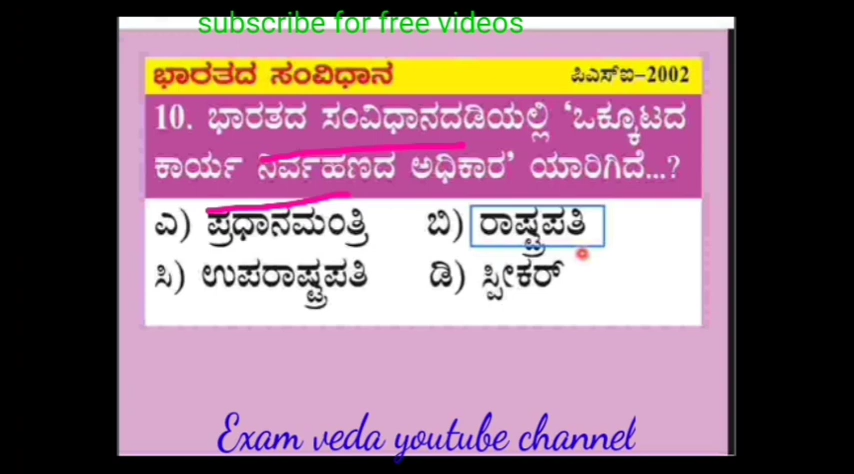 subscribe for free videos
ಭಾರತದ ಸಂವಿಧಾನ ಪಿಎಸ್ಐ–2002
10. ಭಾರತದ ಸಂವಿಧಾನದಡಿಯಲ್ಲಿ ‘ಒಕ್ಕೂಟದ
ಕಾರ್ಯ ನಿರ್ವಹಣದ ಅಧಿಕಾರ’ ಯಾರಿಗಿದೆ...?
ಎ) ಪ್ರಧಾನಮಂತ್ರಿ ಬಿ) ರಾಷ್ಟ್ರಪತಿ
ಸಿ) ಉಪರಾಷ್ಟ್ರಪತಿ ಡಿ) ಸ್ಪೀಕರ್
Exam veda youtube channel